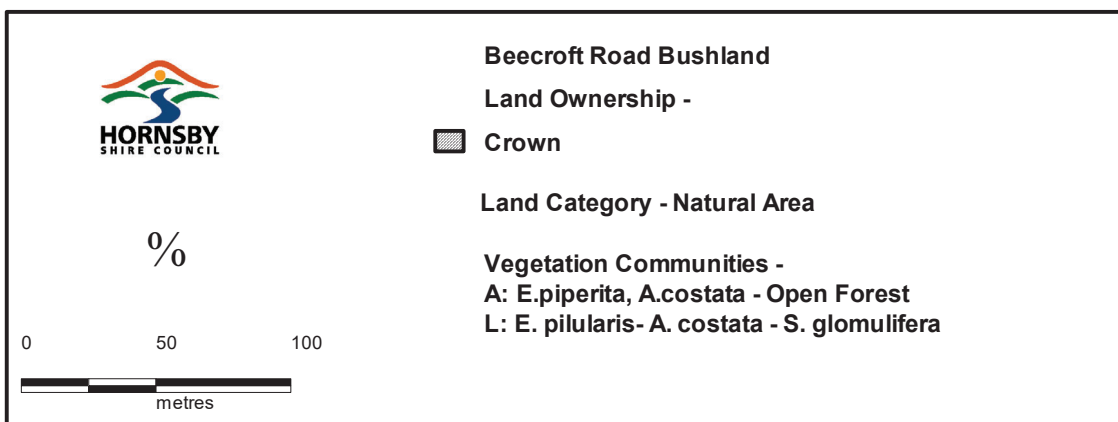 HORNSBY
SHIRE COUNCIL
%
0 50 100
metres
Beecroft Road Bushland
Land Ownership -
Crown
Land Category - Natural Area
Vegetation Communities -
A: E.piperita, A.costata - Open Forest
L: E. pilularis- A. costata - S. glomulifera